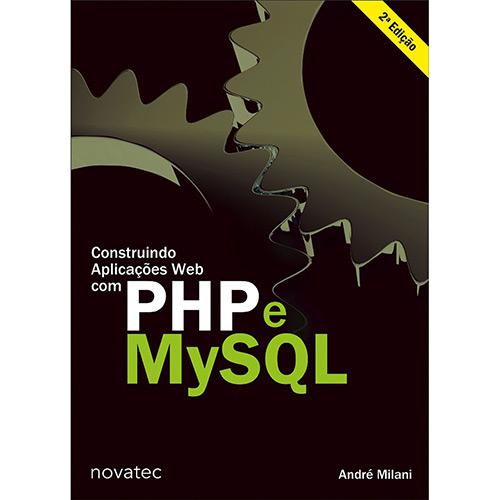 2ª Edição
Construindo
Aplicações Web
com PHP e
MySQL
novatec
André Milani